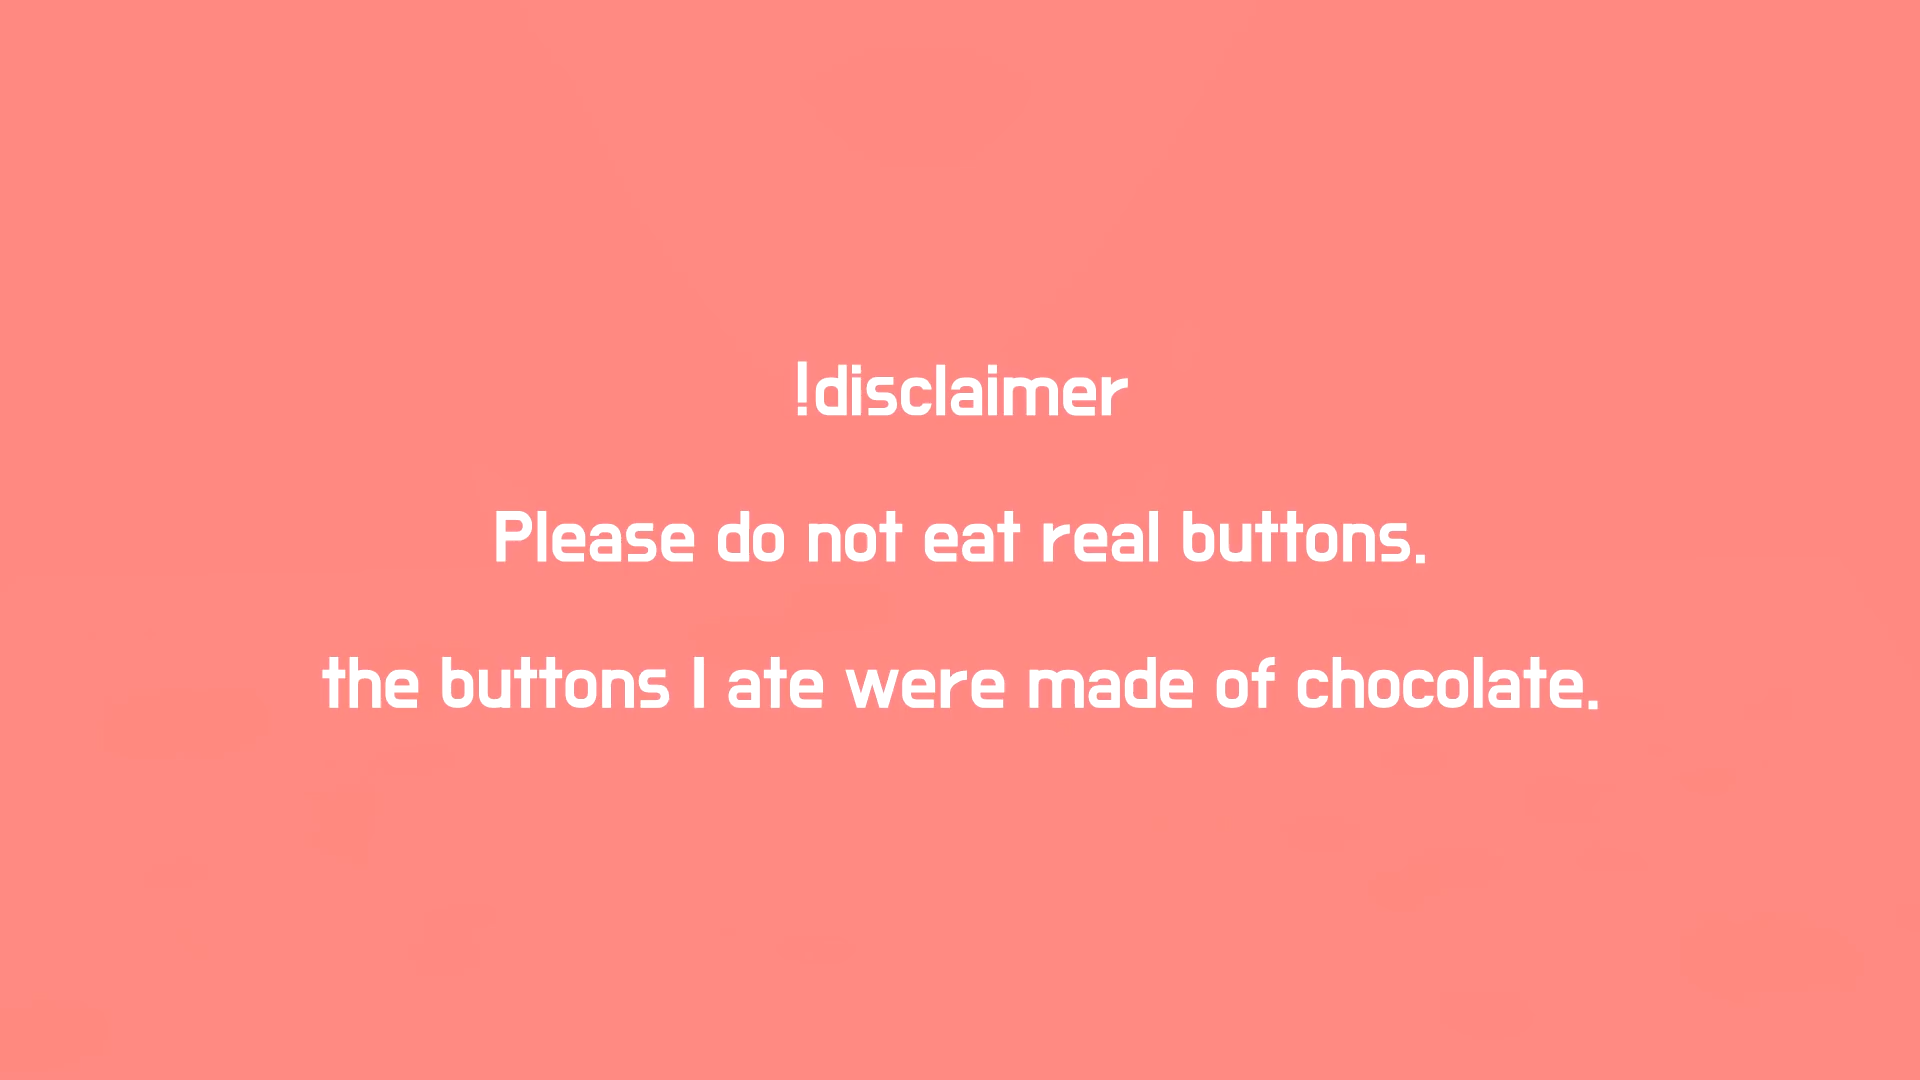 !disclaimer
Please do not eat real buttons.
the buttons I ate were made of chocolate.